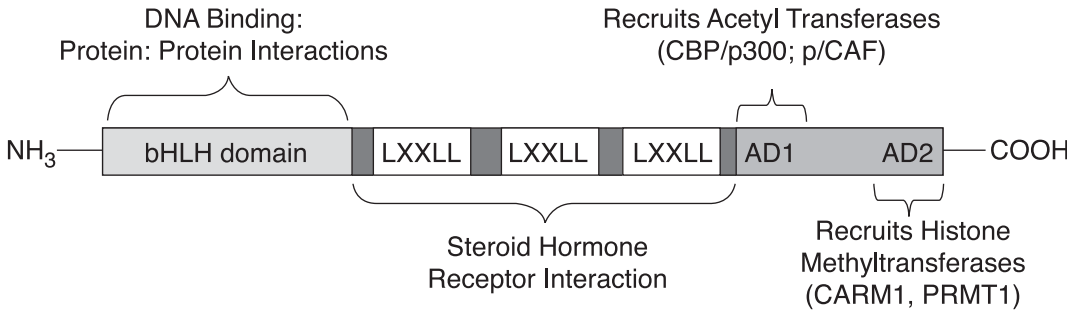 DNA Binding:
Protein: Protein Interactions
Recruits Acetyl Transferases
(CBP/p300; p/CAF)
NH3 bHLH domain LXXLL LXXLL LXXLL AD1 AD2 COOH
Steroid Hormone
Receptor Interaction
Recruits Histone
Methyltransferases
(CARM1, PRMT1)